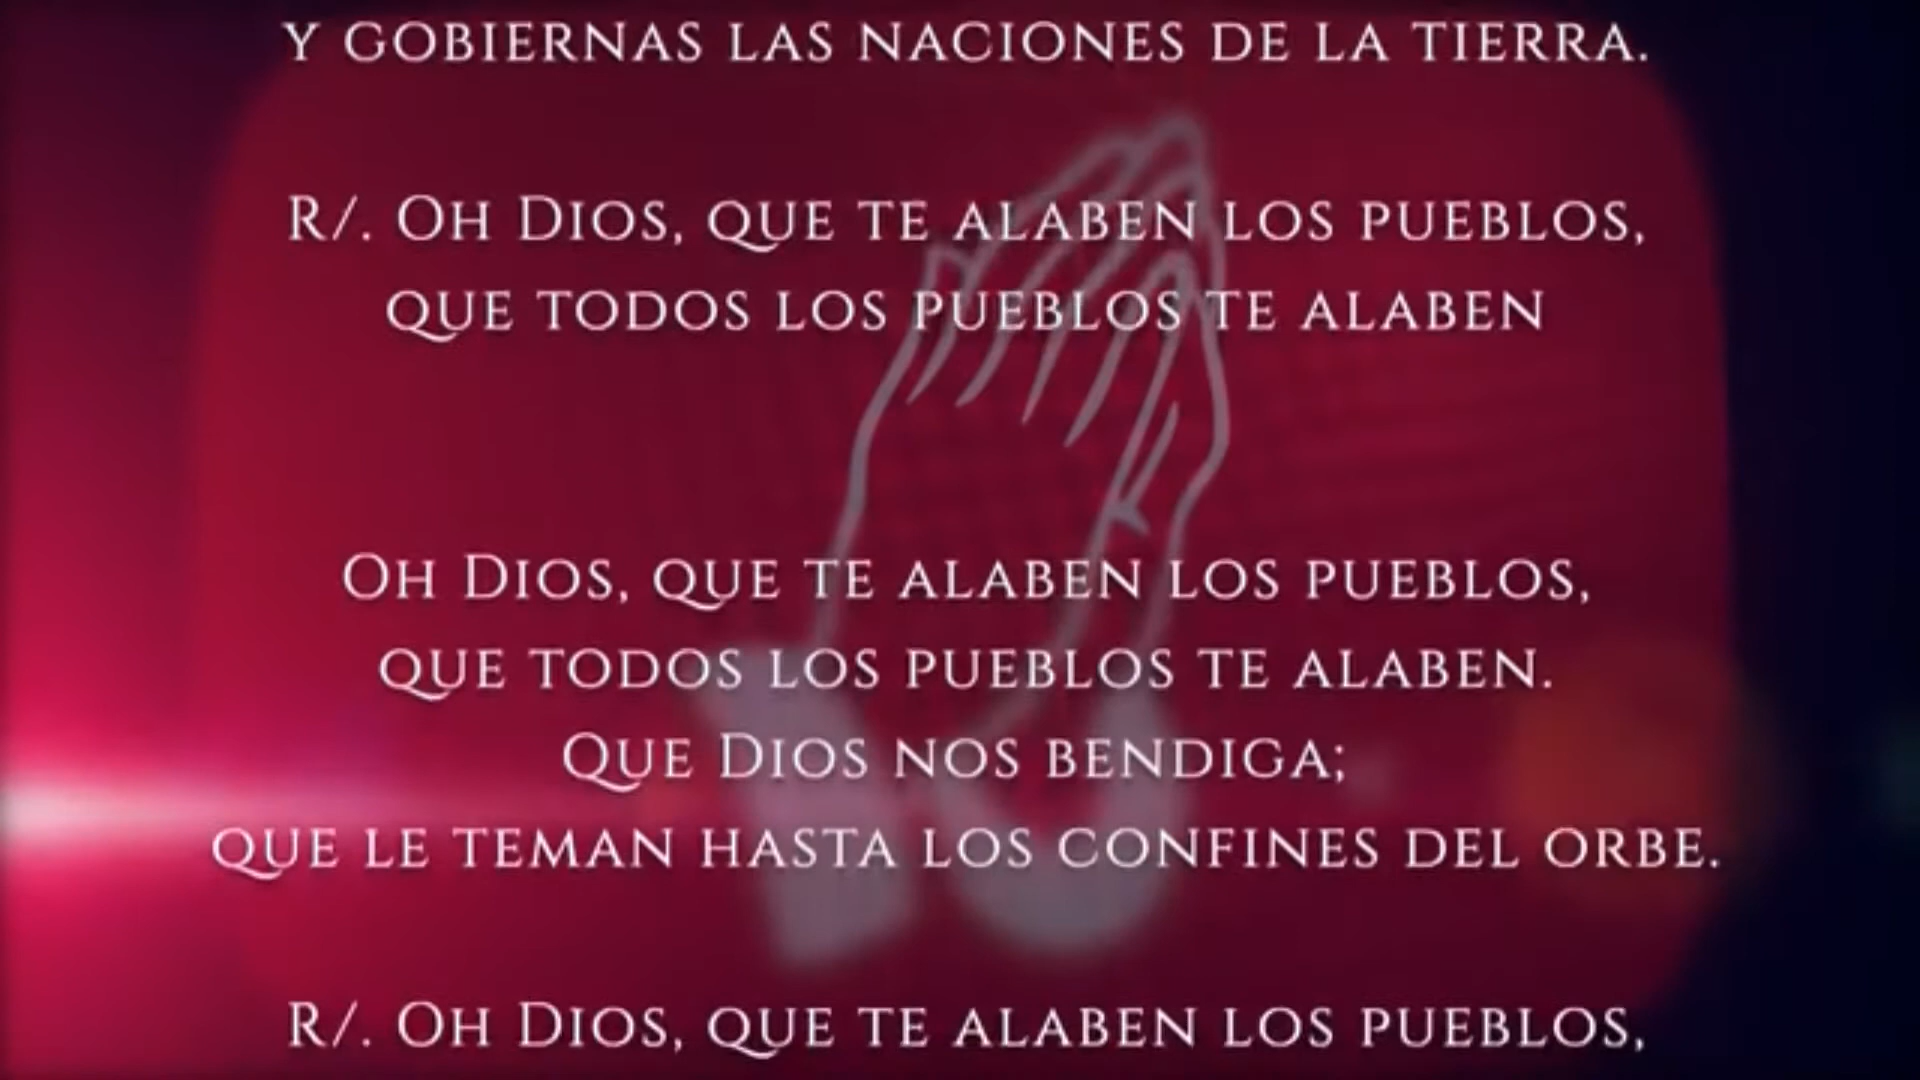 Y GOBIERNAS LAS NACIONES DE LA TIERRA.
R/. OH DIOS, QUE TE ALABEN LOS PUEBLOS,
QUE TODOS LOS PUEBLOS TE ALABEN
OH DIOS, QUE TE ALABEN LOS PUEBLOS,
QUE TODOS LOS PUEBLOS TE ALABEN.
QUE DIOS NOS BENDIGA;
QUE LE TEMAN HASTA LOS CONFINES DEL ORBE.
R/. OH DIOS, QUE TE ALABEN LOS PUEBLOS,